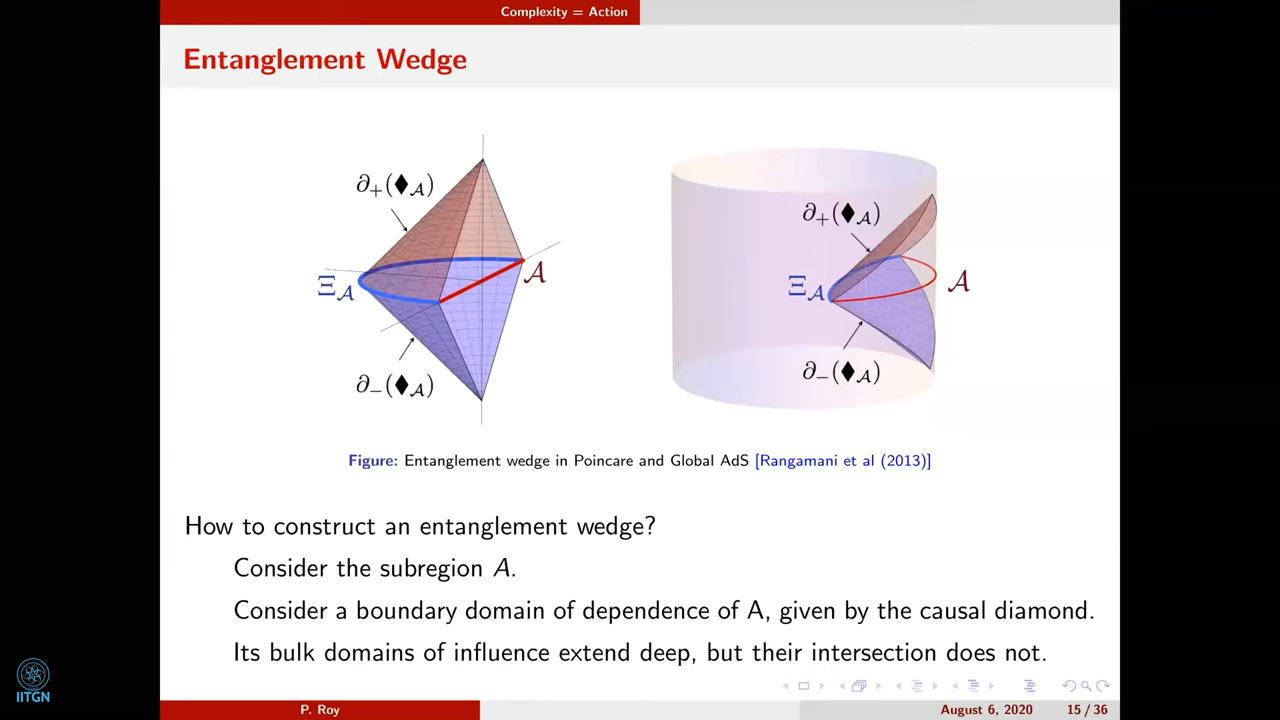 Complexity = Action
Entanglement Wedge
∂₊(♦𝒜)
Ξ𝒜
𝒜
∂₋(♦𝒜)
∂₊(♦𝒜)
Ξ𝒜
𝒜
∂₋(♦𝒜)
Figure: Entanglement wedge in Poincare and Global AdS [Rangamani et al (2013)]
How to construct an entanglement wedge?
Consider the subregion A.
Consider a boundary domain of dependence of A, given by the causal diamond.
Its bulk domains of influence extend deep, but their intersection does not.
IITGN
P. Roy
August 6, 2020
15 / 36